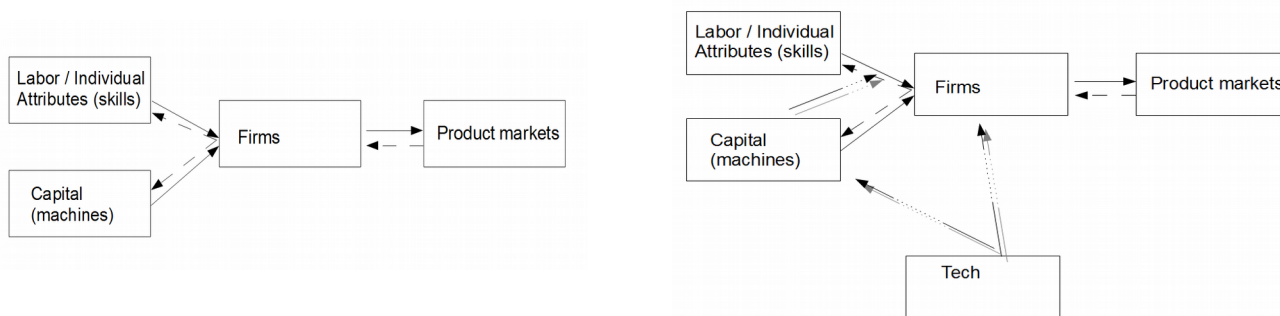 Labor / Individual
Attributes (skills)
Firms
Product markets
Capital
(machines)
Labor / Individual
Attributes (skills)
Firms
Product markets
Capital
(machines)
Tech